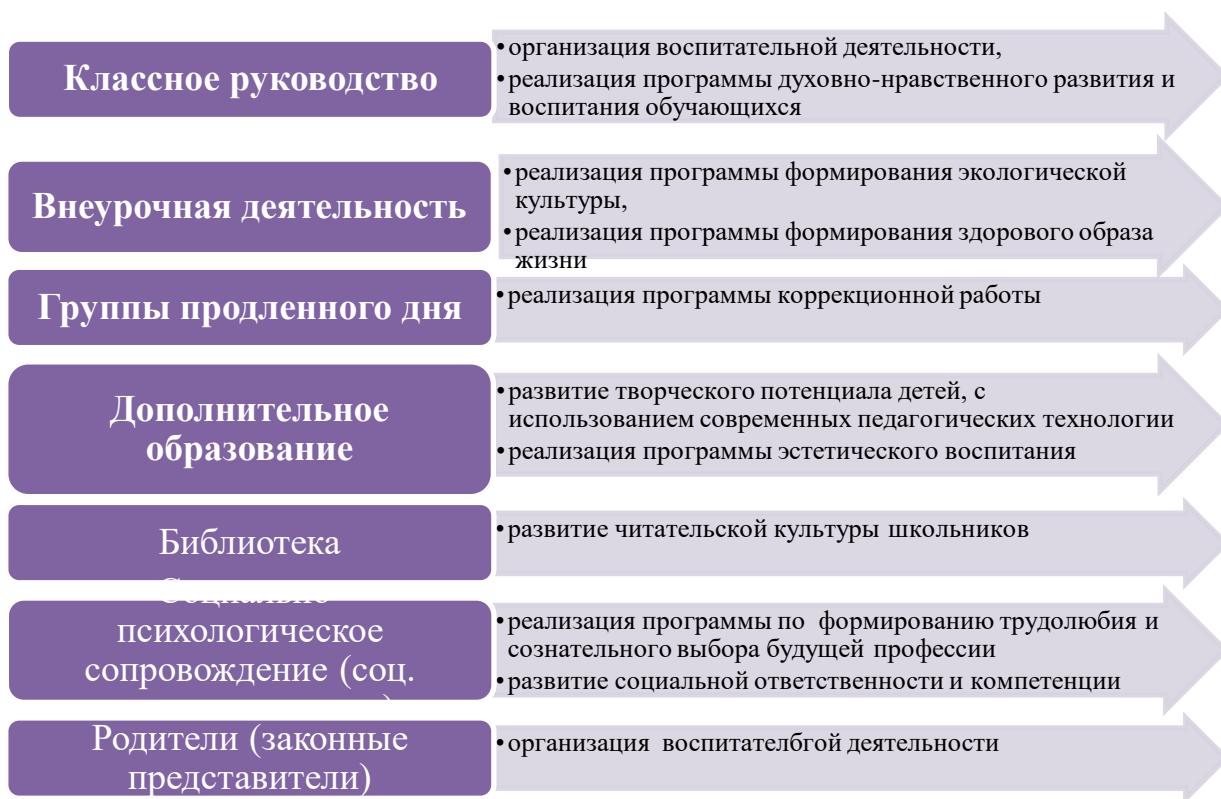 Классное руководство
• организация воспитательной деятельности,
• реализация программы духовно-нравственного развития и
воспитания обучающихся
Внеурочная деятельность
• реализация программы формирования экологической
культуры,
• реализация программы формирования здорового образа
жизни
Группы продленного дня
• реализация программы коррекционной работы
Дополнительное
образование
• развитие творческого потенциала детей, с
использованием современных педагогических технологии
• реализация программы эстетического воспитания
Библиотека
• развитие читательской культуры школьников
психологическое
сопровождение (соц.
• реализация программы по формированию трудолюбия и
сознательного выбора будущей профессии
• развитие социальной ответственности и компетенции
Родители (законные
представители)
• организация воспитателбгой деятельности